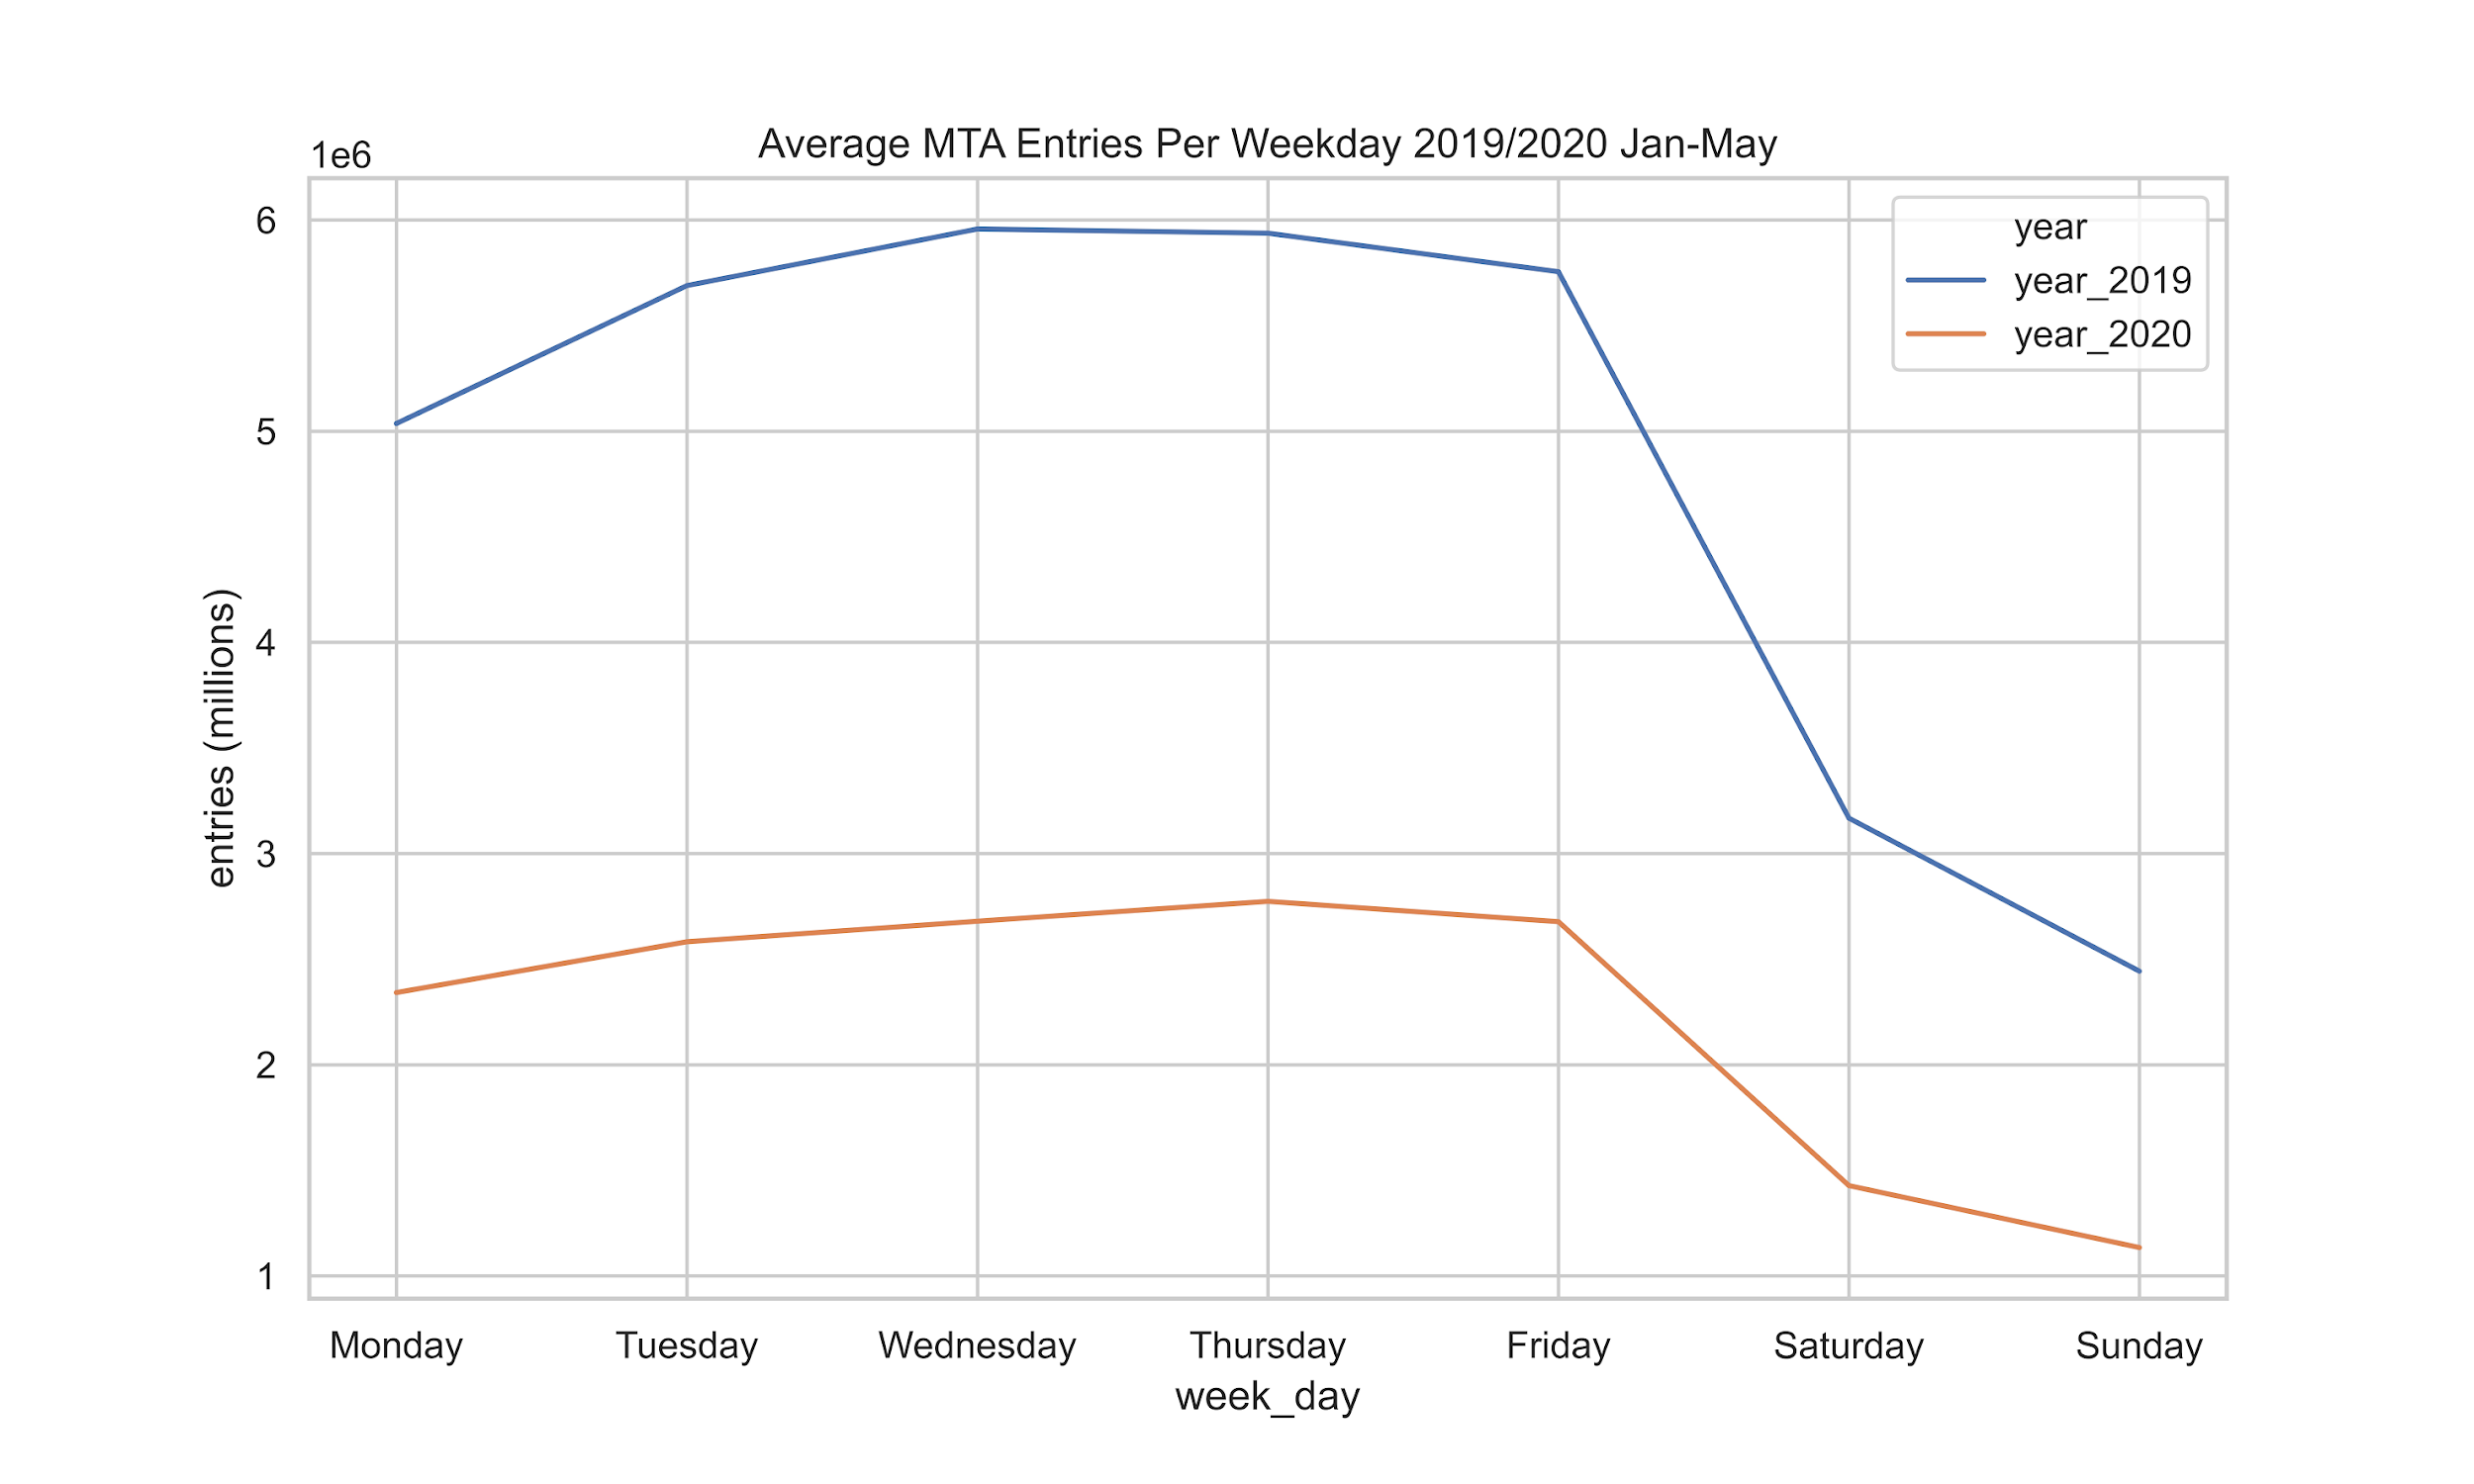 Average MTA Entries Per Weekday 2019/2020 Jan-May
1e6
year
year_2019
year_2020
6
5
4
3
2
1
entries (millions)
Monday Tuesday Wednesday Thursday Friday Saturday Sunday
week_day